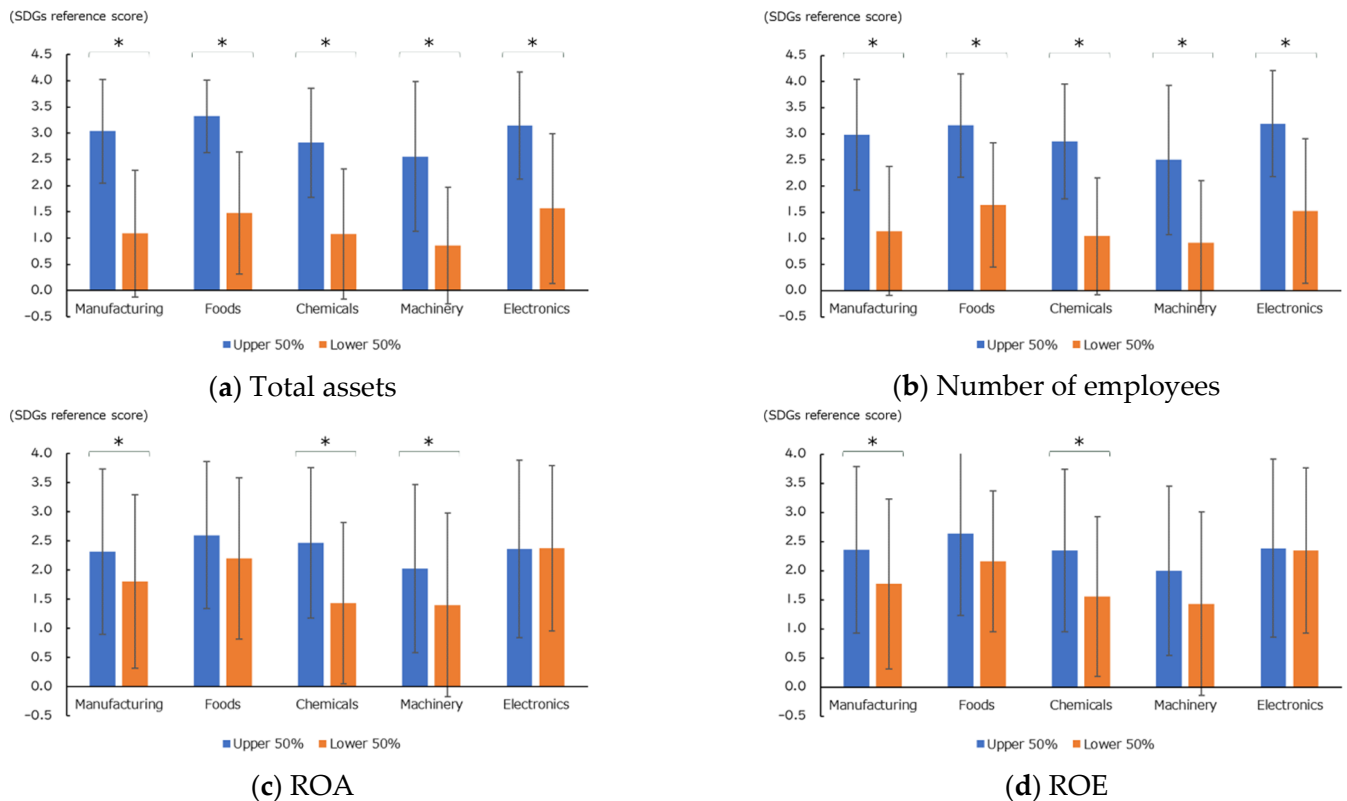 (SDGs reference score)
* * * * *
4.5
4.0
3.5
3.0
2.5
2.0
1.5
1.0
0.5
0.0
−0.5
Manufacturing Foods Chemicals Machinery Electronics
Upper 50% Lower 50%
(a) Total assets
(SDGs reference score)
* * * * *
4.5
4.0
3.5
3.0
2.5
2.0
1.5
1.0
0.5
0.0
−0.5
Manufacturing Foods Chemicals Machinery Electronics
Upper 50% Lower 50%
(b) Number of employees
(SDGs reference score)
* * *
4.0
3.5
3.0
2.5
2.0
1.5
1.0
0.5
0.0
−0.5
Manufacturing Foods Chemicals Machinery Electronics
Upper 50% Lower 50%
(c) ROA
(SDGs reference score)
* *
4.0
3.5
3.0
2.5
2.0
1.5
1.0
0.5
0.0
−0.5
Manufacturing Foods Chemicals Machinery Electronics
Upper 50% Lower 50%
(d) ROE